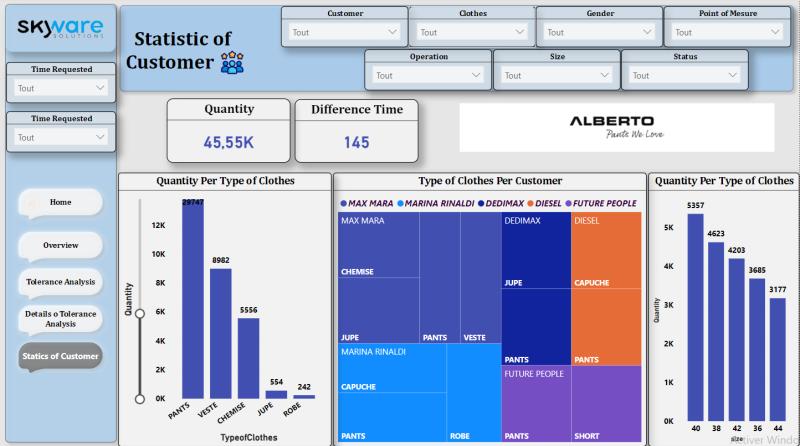 SKYware
SOLUTIONS
Statistic of
Customer
Customer
Tout
Clothes
Tout
Gender
Tout
Point of Mesure
Tout
Operation
Tout
Size
Tout
Status
Tout
Time Requested
Tout
Time Requested
Tout
Home
Overview
Tolerance Analysis
Details o Tolerance
Analysis
Statics of Customer
Quantity
45,55K
Difference Time
145
ALBERTO
Pants We Love
Quantity Per Type of Clothes
Quantity
12K
10K
8K
6K
4K
2K
0K
29747
8982
5556
554
242
PANTS
VESTE
CHEMISE
JUPE
ROBE
TypeofClothes
Type of Clothes Per Customer
MAX MARA MARINA RINALDI DEDIMAX DIESEL FUTURE PEOPLE
MAX MARA
CHEMISE
JUPE
PANTS
VESTE
MARINA RINALDI
CAPUCHE
PANTS
ROBE
DEDIMAX
JUPE
PANTS
DIESEL
CAPUCHE
PANTS
FUTURE PEOPLE
PANTS
SHORT
Quantity Per Type of Clothes
Quantity
5K
4K
3K
2K
1K
0K
5357
4623
4203
3685
3177
40
38
42
36
44
size
Activer Windo